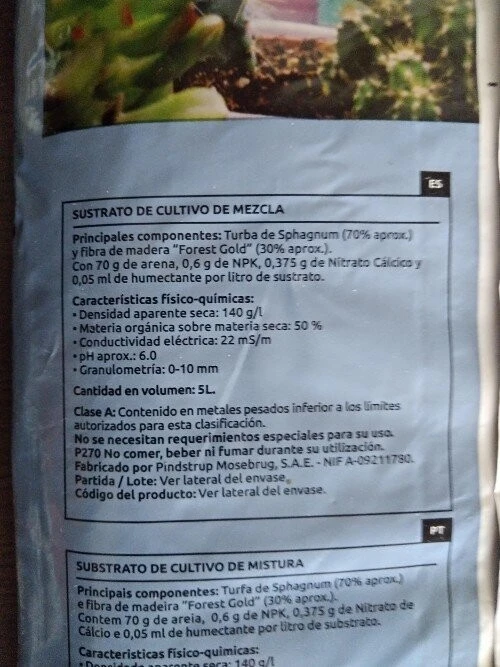 ES
SUSTRATO DE CULTIVO DE MEZCLA
Principales componentes: Turba de Sphagnum (70% aprox.)
y fibra de madera "Forest Gold" (30% aprox.).
Con 70 g de arena, 0,6 g de NPK, 0,375 g de Nitrato Cálcico y
0,05 ml de humectante por litro de sustrato.
Características físico-químicas:
• Densidad aparente seca: 140 g/l
• Materia orgánica sobre materia seca: 50 %
• Conductividad eléctrica: 22 mS/m
• pH aprox.: 6.0
• Granulometría: 0-10 mm
Cantidad en volumen: 5L.
Clase A: Contenido en metales pesados inferior a los límites
autorizados para esta clasificación.
No se necesitan requerimientos especiales para su uso.
P270 No comer, beber ni fumar durante su utilización.
Fabricado por Pindstrup Mosebrug, S.A.E. - NIF A-09211790.
Partida / Lote: Ver lateral del envase.
Código del producto: Ver lateral del envase.
PT
SUBSTRATO DE CULTIVO DE MISTURA
Principais componentes: Turfa de Sphagnum (70% aprox.)
e fibra de madeira "Forest Gold" (30% aprox.).
Contem 70 g de areia, 0,6 g de NPK, 0,375 g de Nitrato de
Cálcio e 0,05 ml de humectante por litro de substrato.
Características físico-químicas:
• Densidade aparente seca: 140 g/l